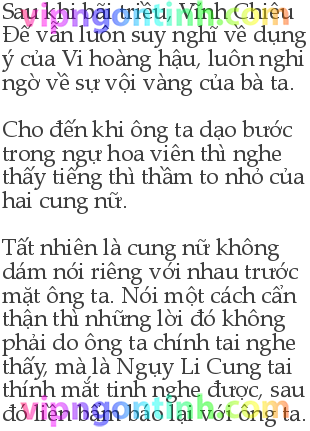 Sau khi bãi triều, Vĩnh Chiêu
Đế vẫn luôn suy nghĩ về dụng
ý của Vi hoàng hậu, luôn nghi
ngờ về sự vội vàng của bà ta.
Cho đến khi ông ta dạo bước
trong ngự hoa viên thì nghe
thấy tiếng thì thầm to nhỏ của
hai cung nữ.
Tất nhiên là cung nữ không
dám nói riêng với nhau trước
mặt ông ta. Nói một cách cẩn
thận thì những lời đó không
phải do ông ta chính tai nghe
thấy, mà là Ngụy Li Cung tai
thính mắt tinh nghe được, sau
đó liền bẩm báo lại với ông ta.
vipngontinh.com
vipngontinh.com